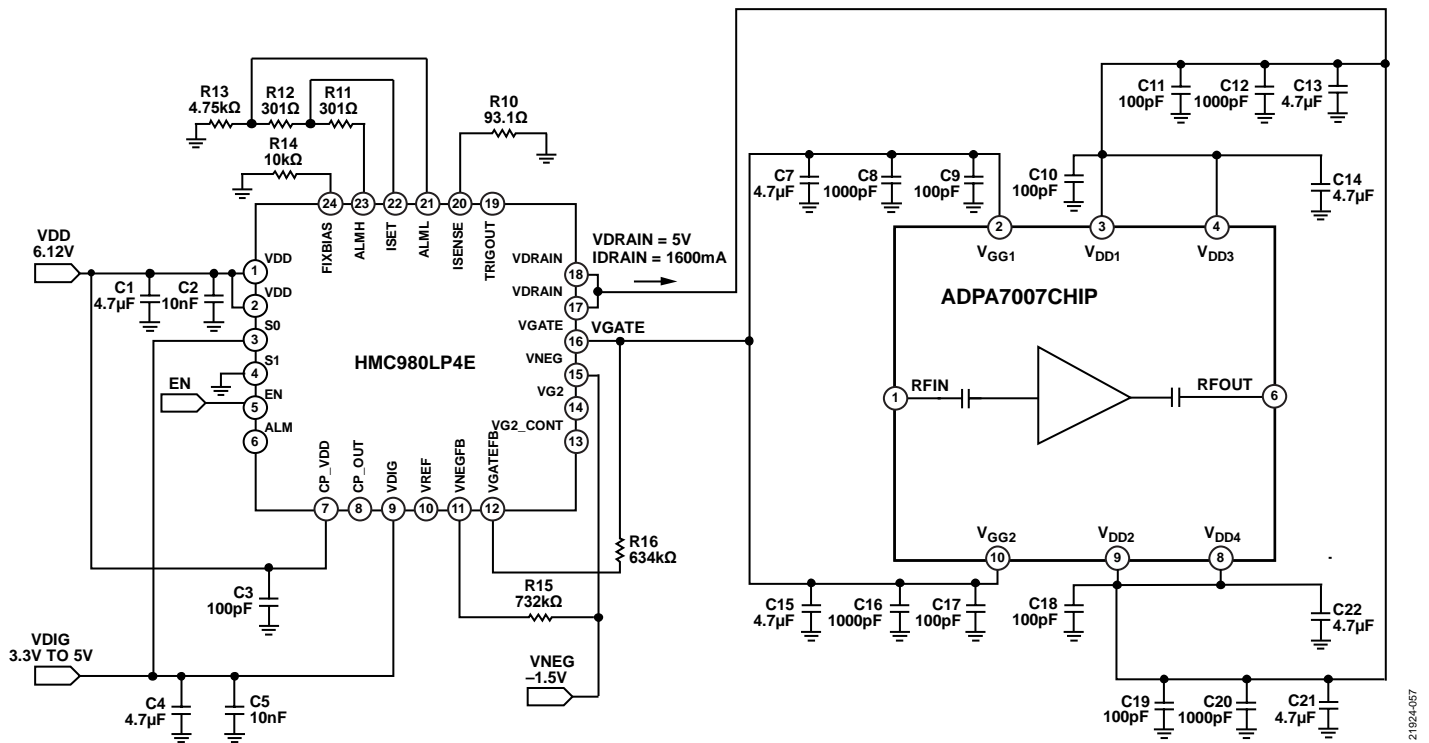 R13
4.75kΩ
R12
301Ω
R11
301Ω
R10
93.1Ω
R14
10kΩ
C11
100pF
C12
1000pF
C13
4.7µF
C7
4.7µF
C8
1000pF
C9
100pF
C10
100pF
C14
4.7µF
24
23
22
21
20
19
FIXBIAS
ALMH
ISET
ALML
ISENSE
TRIGOUT
VDD
6.12V
C1
4.7µF
C2
10nF
VDD
1
VDD
2
S0
3
S1
4
EN
EN
5
ALM
6
HMC980LP4E
VDRAIN
18
VDRAIN
17
VGATE
16
VNEG
15
VG2
14
VG2_CONT
13
VDRAIN = 5V
IDRAIN = 1600mA
VGATE
2
3
4
VGG1
VDD1
VDD3
ADPA7007CHIP
1
RFIN
RFOUT
6
CP_VDD
CP_OUT
VDIG
VREF
VNEGFB
VGATEFB
7
8
9
10
11
12
R16
634kΩ
R15
732kΩ
VGG2
VDD2
VDD4
10
9
8
C3
100pF
C15
4.7µF
C16
1000pF
C17
100pF
C18
100pF
C22
4.7µF
VDIG
3.3V TO 5V
C4
4.7µF
C5
10nF
VNEG
–1.5V
C19
100pF
C20
1000pF
C21
4.7µF
21924-057